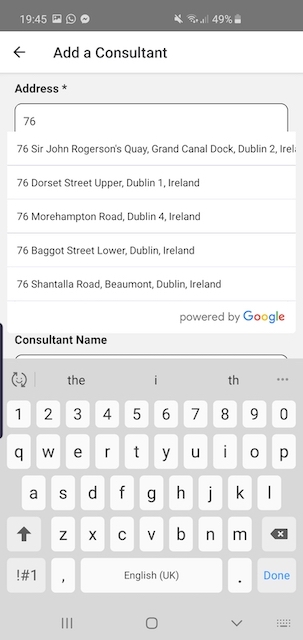 19:45 49%
Add a Consultant
Address *
76
76 Sir John Rogerson's Quay, Grand Canal Dock, Dublin 2, Irel
76 Dorset Street Upper, Dublin 1, Ireland
76 Morehampton Road, Dublin 4, Ireland
76 Baggot Street Lower, Dublin, Ireland
76 Shantalla Road, Beaumont, Dublin, Ireland
powered by Google
Consultant Name
the i th
1 2 3 4 5 6 7 8 9 0
q w e r t y u i o p
a s d f g h j k l
z x c v b n m
!#1 , English (UK) . Done